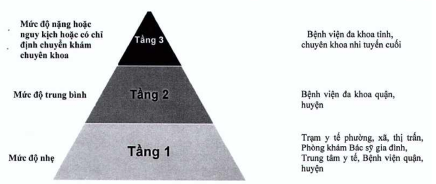 Mức độ nặng hoặc
nguy kịch hoặc có chỉ
định chuyển khám
chuyên khoa
Tầng 3
Bệnh viện đa khoa tỉnh,
chuyên khoa nhi tuyến cuối
Mức độ trung bình
Tầng 2
Bệnh viện đa khoa quận,
huyện
Mức độ nhẹ
Tầng 1
Trạm y tế phường, xã, thị trấn,
Phòng khám Bác sỹ gia đình,
Trung tâm y tế, Bệnh viện quận,
huyện